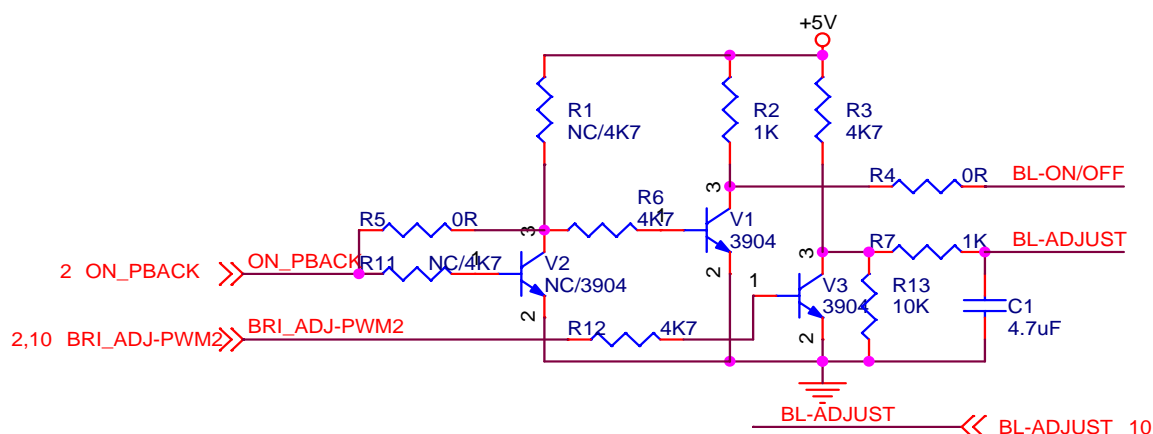 +5V
R1
NC/4K7
R2
1K
R3
4K7
R4 0R BL-ON/OFF
3
R5 0R
R6
4K7
1
V1
3904
2
3
R7 1K BL-ADJUST
2 ON_PBACK ON_PBACK
R11 NC/4K7
1
V2
NC/3904
2
3
1
V3
3904
2
R13
10K
C1
4.7uF
2,10 BRI_ADJ-PWM2 BRI_ADJ-PWM2
R12 4K7
BL-ADJUST BL-ADJUST 10